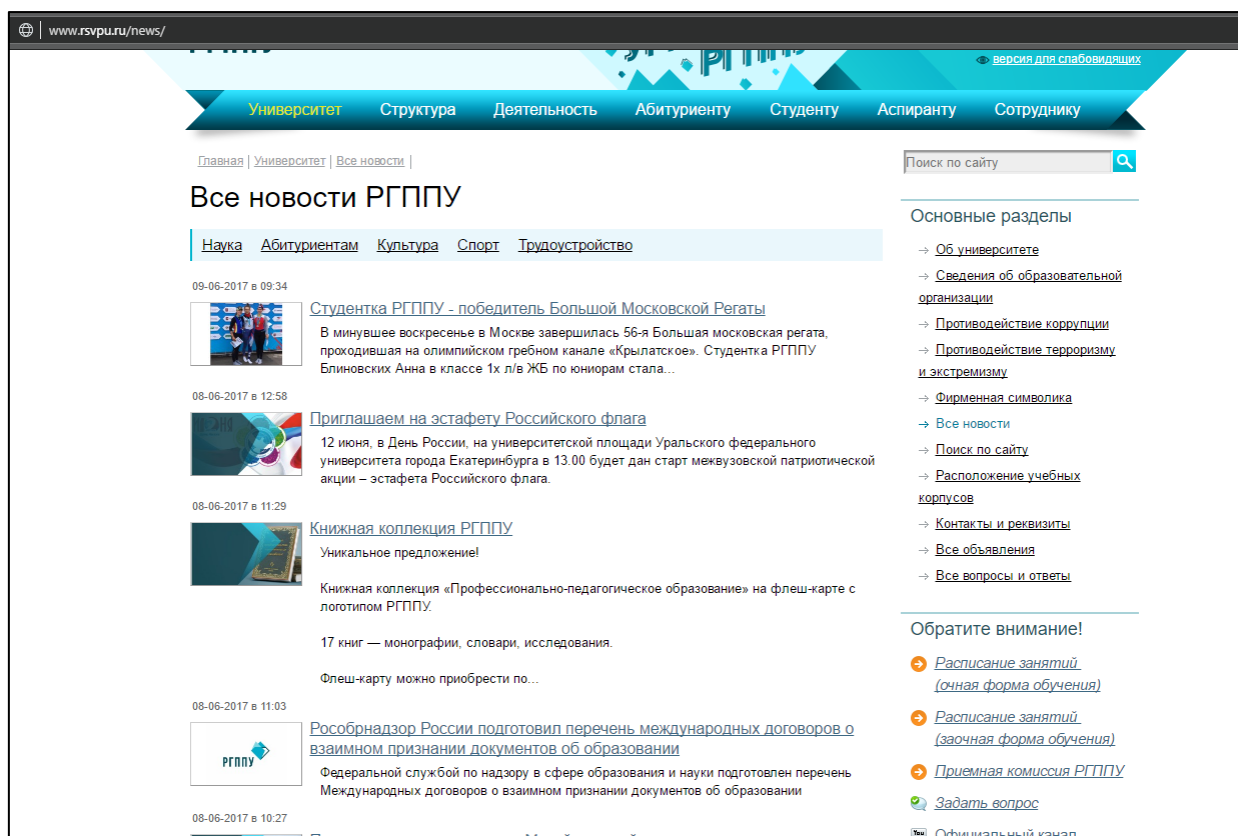 www.rsvpu.ru/news/
РГППУ
версия для слабовидящих
Университет Структура Деятельность Абитуриенту Студенту Аспиранту Сотруднику
Главная | Университет | Все новости |
Все новости РГППУ
Наука Абитуриентам Культура Спорт Трудоустройство
09-06-2017 в 09:34
Студентка РГППУ - победитель Большой Московской Регаты
В минувшее воскресенье в Москве завершилась 56-я Большая московская регата,
проходившая на олимпийском гребном канале «Крылатское». Студентка РГППУ
Блиновских Анна в классе 1х л/в ЖБ по юниорам стала...
08-06-2017 в 12:58
Приглашаем на эстафету Российского флага
12 июня, в День России, на университетской площади Уральского федерального
университета города Екатеринбурга в 13.00 будет дан старт межвузовской патриотической
акции – эстафета Российского флага.
08-06-2017 в 11:29
Книжная коллекция РГППУ
Уникальное предложение!
Книжная коллекция «Профессионально-педагогическое образование» на флеш-карте с
логотипом РГППУ.
17 книг — монографии, словари, исследования.
Флеш-карту можно приобрести по...
08-06-2017 в 11:03
РГППУ
Рособрнадзор России подготовил перечень международных договоров о
взаимном признании документов об образовании
Федеральной службой по надзору в сфере образования и науки подготовлен перечень
Международных договоров о взаимном признании документов об образовании
08-06-2017 в 10:27
Поиск по сайту
Основные разделы
→ Об университете
→ Сведения об образовательной
организации
→ Противодействие коррупции
→ Противодействие терроризму
и экстремизму
→ Фирменная символика
→ Все новости
→ Поиск по сайту
→ Расположение учебных
корпусов
→ Контакты и реквизиты
→ Все объявления
→ Все вопросы и ответы
Обратите внимание!
Расписание занятий
(очная форма обучения)
Расписание занятий
(заочная форма обучения)
Приемная комиссия РГППУ
Задать вопрос
You Официальный канал